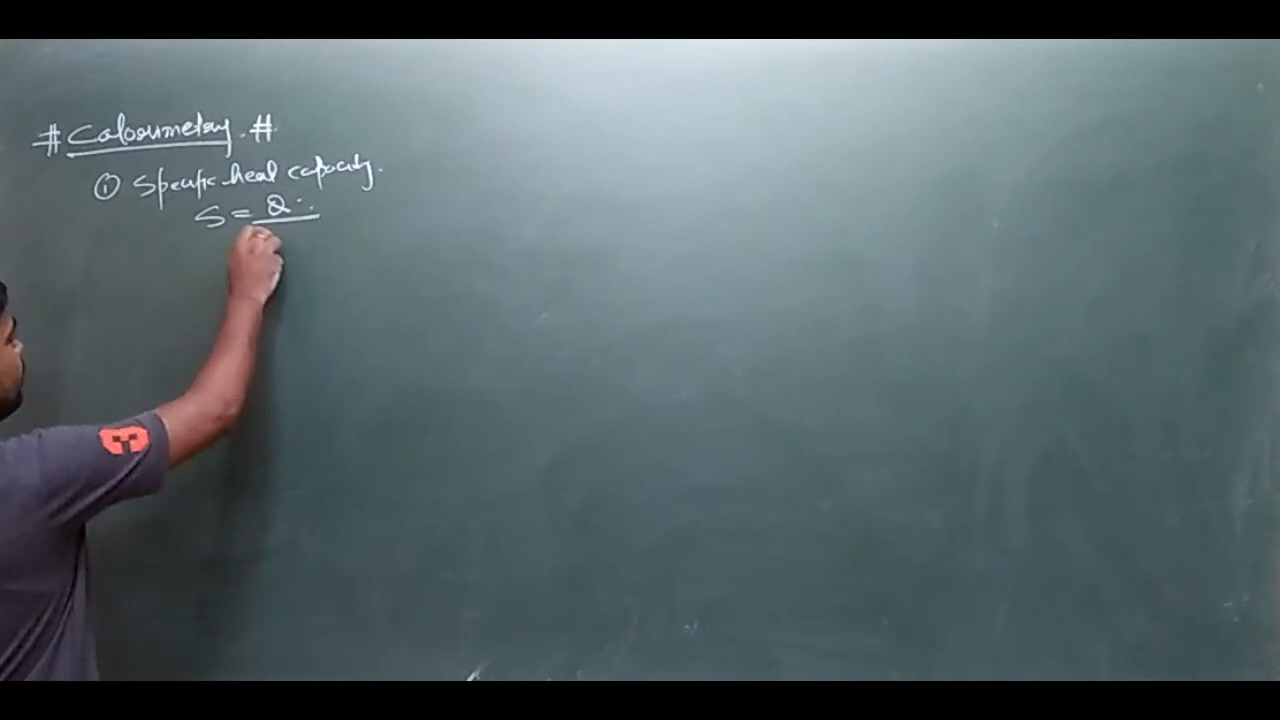 # Calorimetry. #
① Specific heat capacity.
S = Q